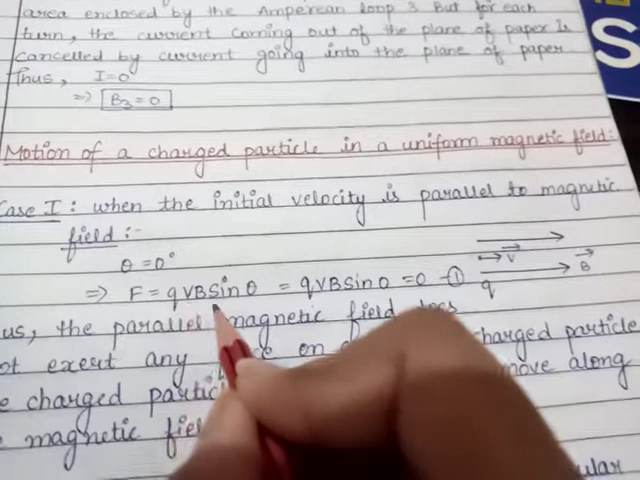 area enclosed by the Amperean loop 3 But for each
turn, the current coming out of the plane of paper is
cancelled by current going into the plane of paper
Thus, I=0
⇒ B₃ = 0
Motion of a charged particle in a uniform magnetic field:
Case I: when the initial velocity is parallel to magnetic
field:-
θ = 0°
→ V
⇒ F = qVBsinθ = qVBsin0 = 0 -①
q
→ B
us, the parallel magnetic field does
ot exert any on charged particle
e charged partic move along
magnetic fie
ular
S